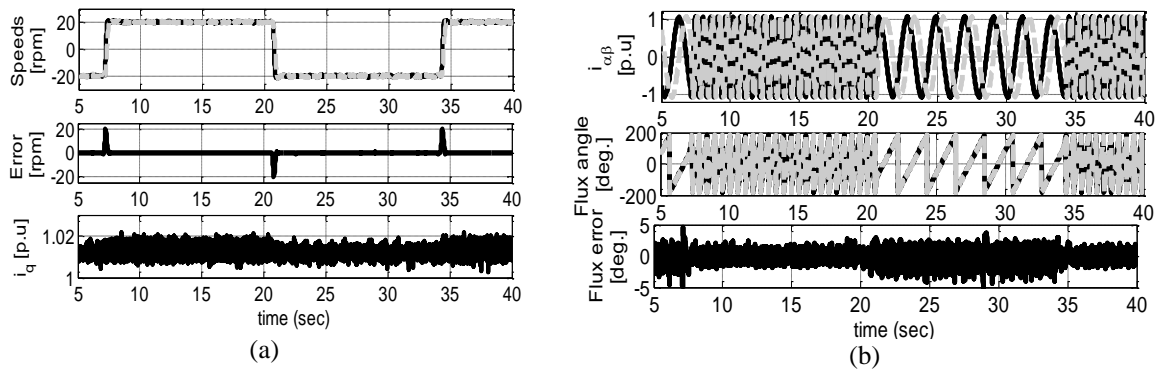 Speeds
[rpm]
20
0
-20
5 10 15 20 25 30 35 40
Error
[rpm]
20
0
-20
5 10 15 20 25 30 35 40
i_q [p.u]
1.02
1
5 10 15 20 25 30 35 40
time (sec)
(a)
i_αβ
[p.u]
1
0
-1
5 10 15 20 25 30 35 40
Flux angle
[deg.]
200
0
-200
5 10 15 20 25 30 35 40
Flux error
[deg.]
5
0
-5
5 10 15 20 25 30 35 40
time (sec)
(b)